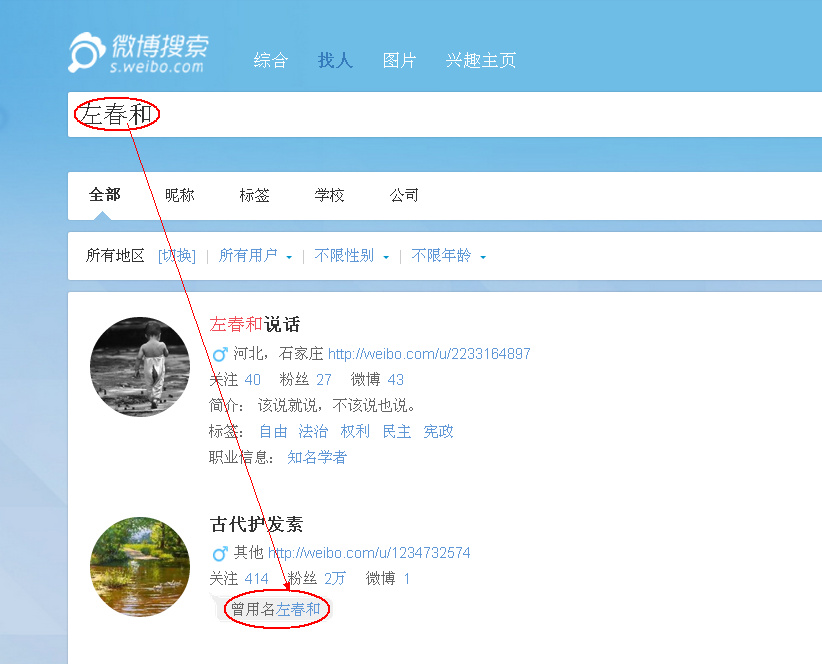 微博搜索
s.weibo.com
综合 找人 图片 兴趣主页
左春和
全部 昵称 标签 学校 公司
所有地区 [切换] | 所有用户 | 不限性别 | 不限年龄
左春和说话
河北，石家庄 http://weibo.com/u/2233164897
关注 40 粉丝 27 微博 43
简介： 该说就说，不该说也说。
标签： 自由 法治 权利 民主 宪政
职业信息： 知名学者
古代护发素
其他 http://weibo.com/u/1234732574
关注 414 粉丝 2万 微博 1
曾用名左春和